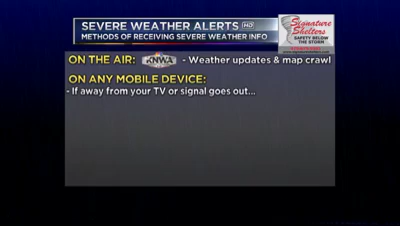 SEVERE WEATHER ALERTS HD
METHODS OF RECEIVING SEVERE WEATHER INFO
Signature
Shelters
SAFETY BELOW
THE STORM
ON THE AIR: KNWA - Weather updates & map crawl
ON ANY MOBILE DEVICE:
- If away from your TV or signal goes out...